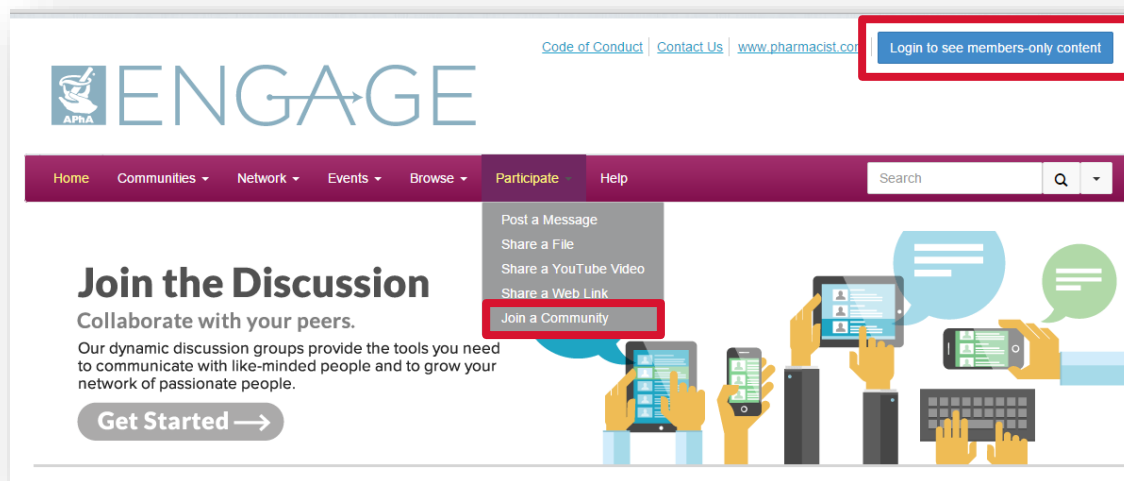 Code of Conduct Contact Us www.pharmacist.com Login to see members-only content
APhA ENGAGE
Home Communities Network Events Browse Participate Help Search
Post a Message
Share a File
Share a YouTube Video
Share a Web Link
Join a Community
Join the Discussion
Collaborate with your peers.
Our dynamic discussion groups provide the tools you need
to communicate with like-minded people and to grow your
network of passionate people.
Get Started